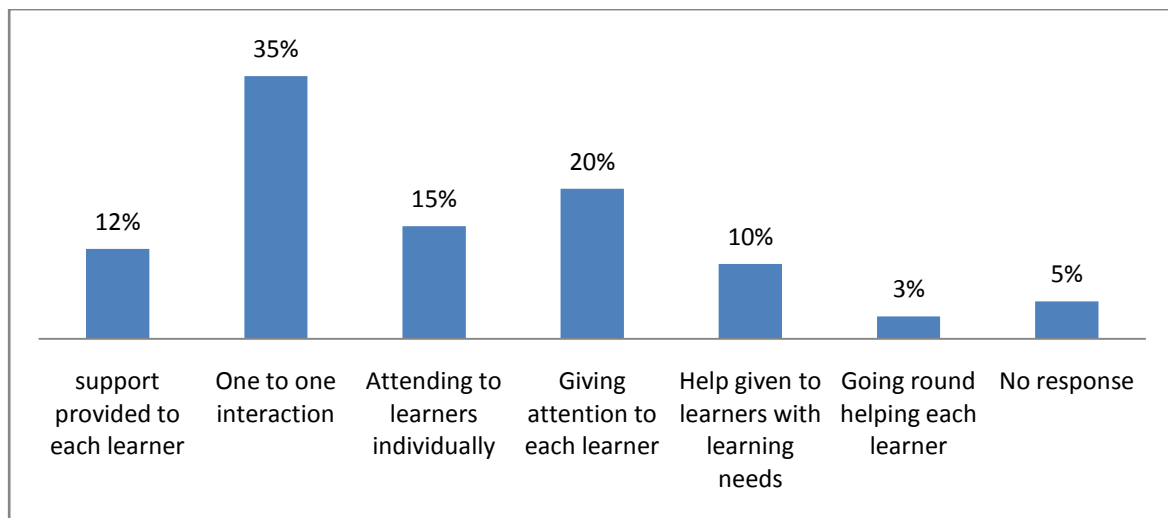 35%
20%
15%
12%
10%
5%
3%
support
provided to
each learner
One to one
interaction
Attending to
learners
individually
Giving
attention to
each learner
Help given to
learners with
learning
needs
Going round
helping each
learner
No response